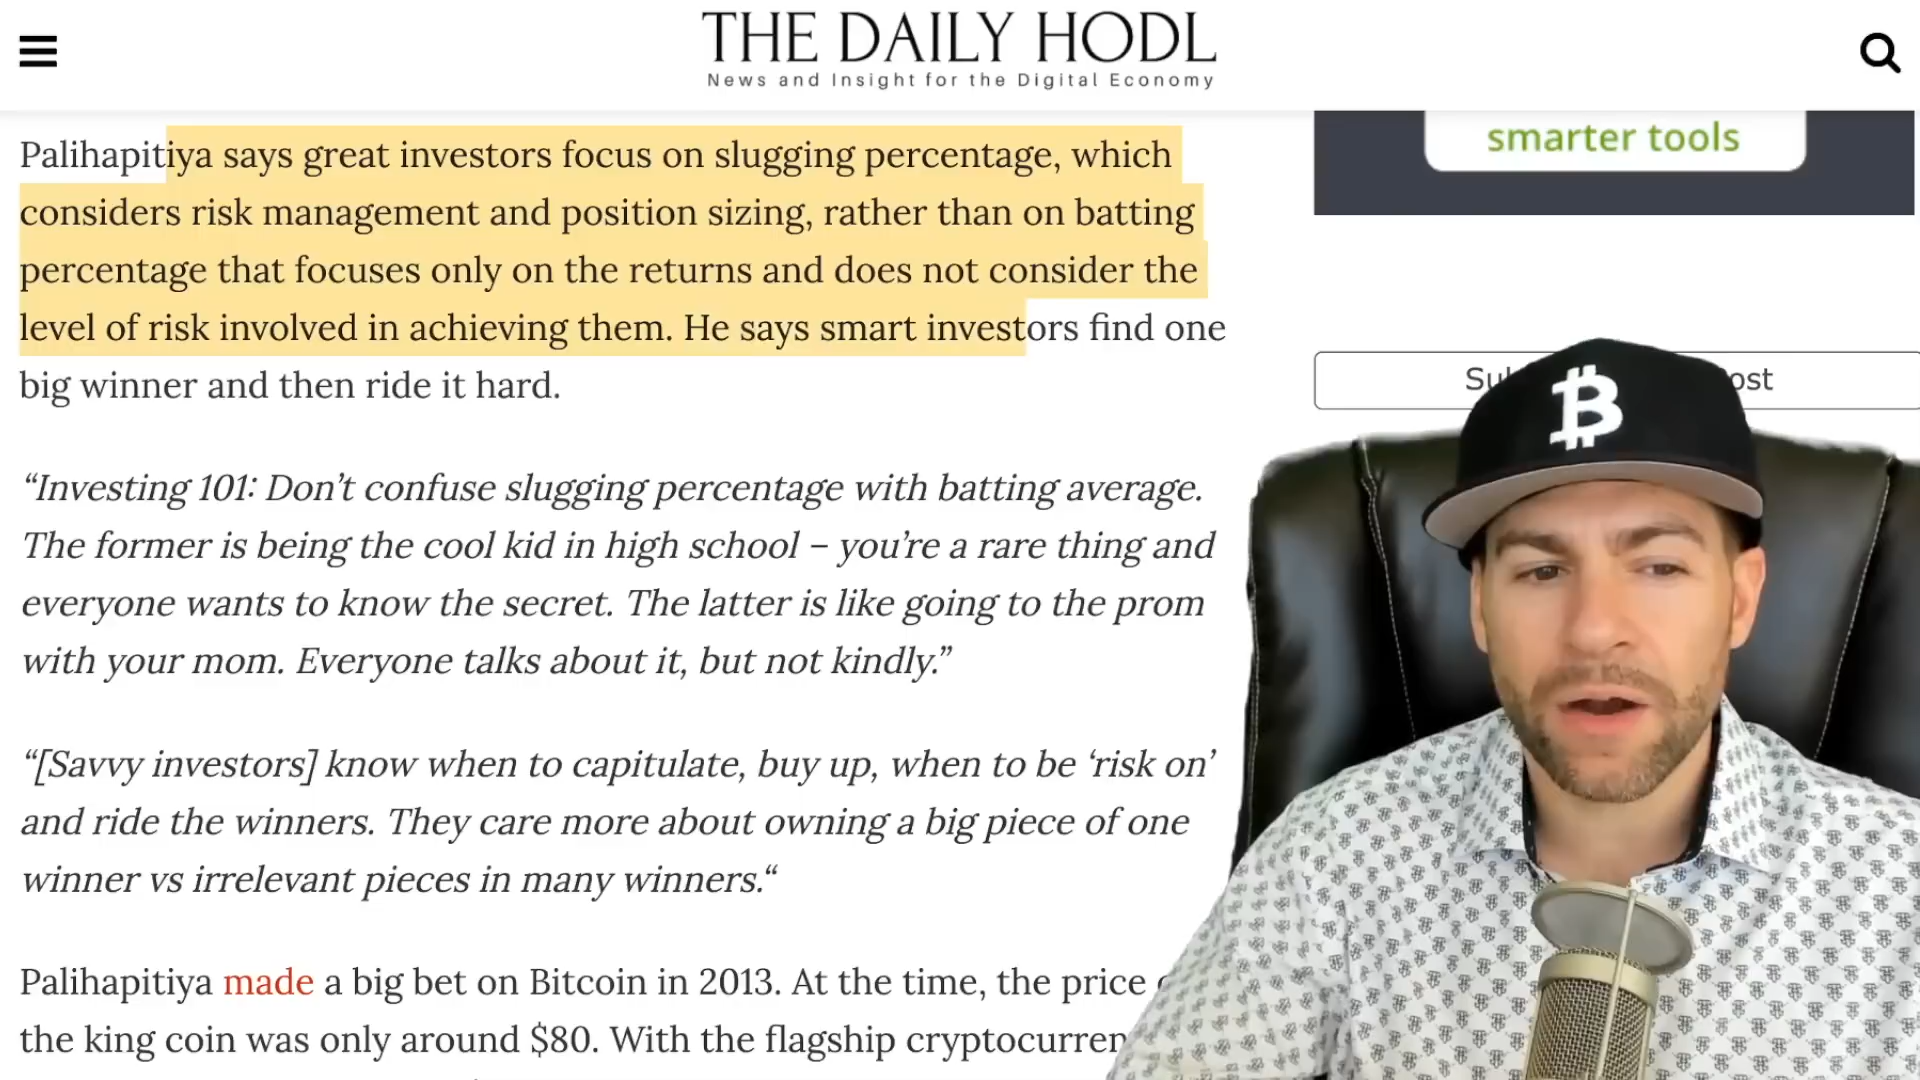 THE DAILY HODL
News and Insight for the Digital Economy
Palihapitiya says great investors focus on slugging percentage, which
considers risk management and position sizing, rather than on batting
percentage that focuses only on the returns and does not consider the
level of risk involved in achieving them. He says smart investors find one
big winner and then ride it hard.
“Investing 101: Don’t confuse slugging percentage with batting average.
The former is being the cool kid in high school – you’re a rare thing and
everyone wants to know the secret. The latter is like going to the prom
with your mom. Everyone talks about it, but not kindly.”
“[Savvy investors] know when to capitulate, buy up, when to be ‘risk on’
and ride the winners. They care more about owning a big piece of one
winner vs irrelevant pieces in many winners.“
Palihapitiya made a big bet on Bitcoin in 2013. At the time, the price
the king coin was only around $80. With the flagship
smarter tools